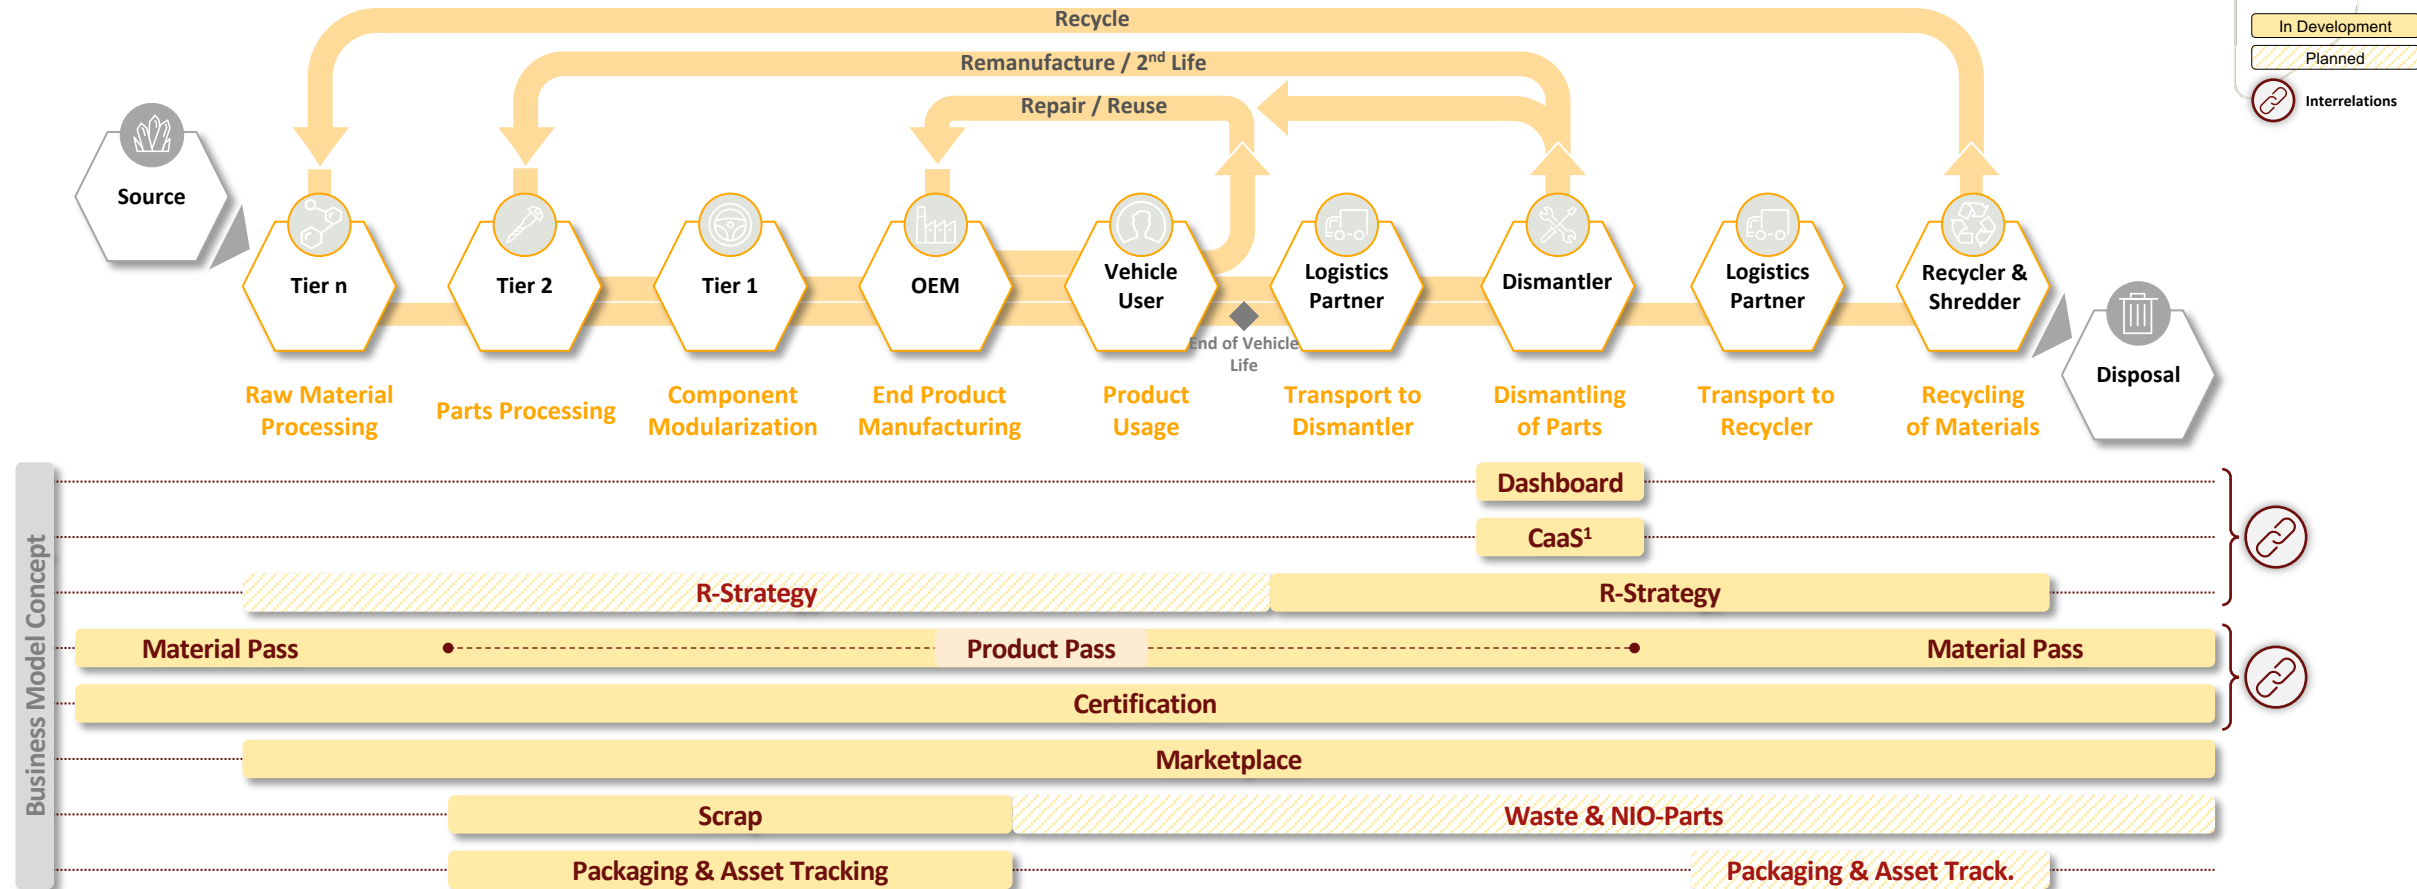 Recycle
In Development
Remanufacture / 2nd Life
Planned
Repair / Reuse
Interrelations
Source
Tier n
Tier 2
Tier 1
OEM
Vehicle
User
Logistics
Partner
Dismantler
Logistics
Partner
Recycler &
Shredder
End of Vehicle
Life
Disposal
Raw Material
Processing
Parts Processing
Component
Modularization
End Product
Manufacturing
Product
Usage
Transport to
Dismantler
Dismantling
of Parts
Transport to
Recycler
Recycling
of Materials
Business Model Concept
Dashboard
CaaS1
R-Strategy
R-Strategy
Material Pass
Product Pass
Material Pass
Certification
Marketplace
Scrap
Waste & NIO-Parts
Packaging & Asset Tracking
Packaging & Asset Track.